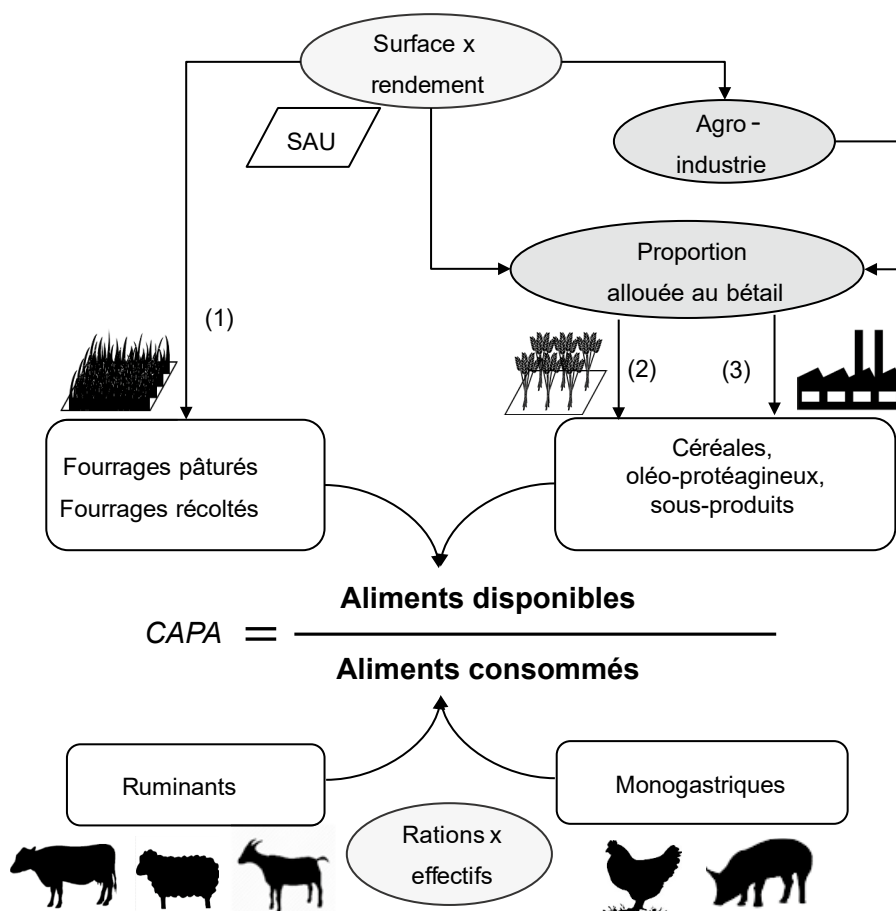 Surface x
rendement
SAU
Agro -
industrie
Proportion
allouée au bétail
(1)
(2)
(3)
Fourrages pâturés
Fourrages récoltés
Céréales,
oléo-protéagineux,
sous-produits
Aliments disponibles
CAPA =
Aliments consommés
Ruminants
Monogastriques
Rations x
effectifs